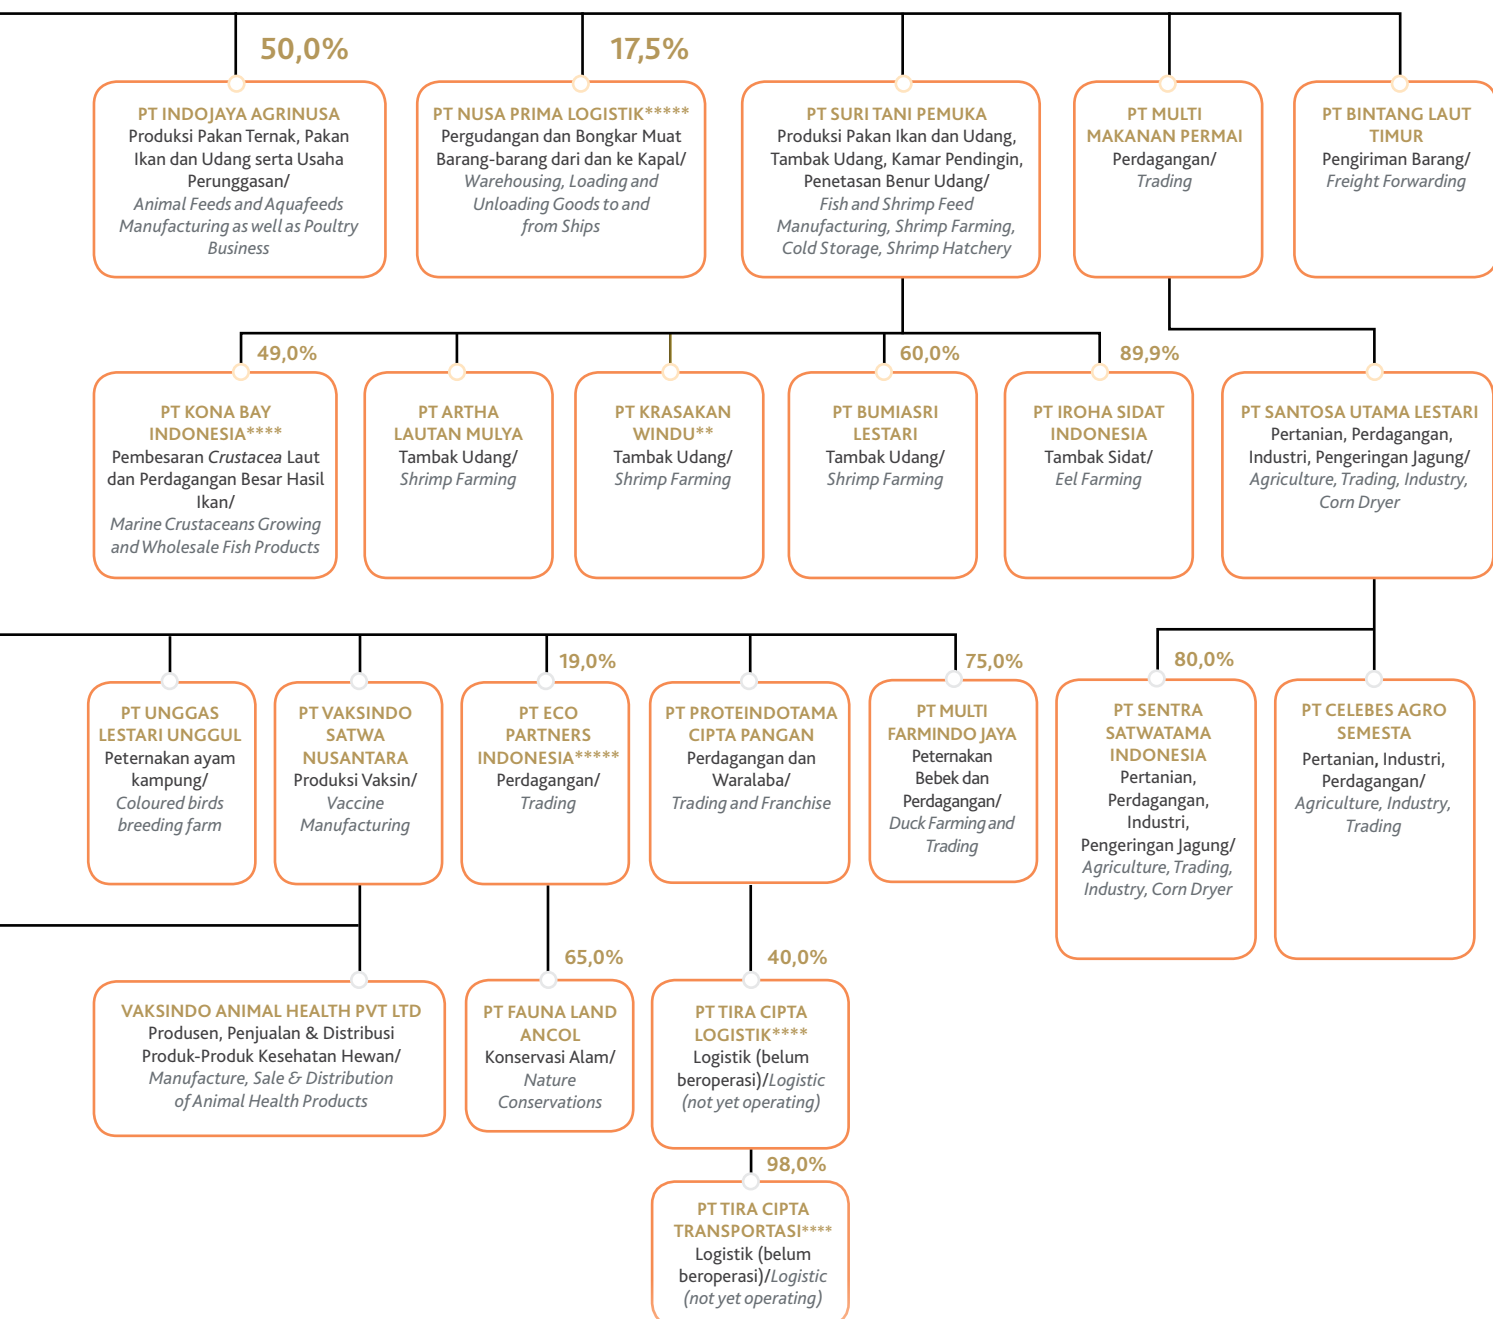 50,0%
PT INDOJAYA AGRINUSA
Produksi Pakan Ternak, Pakan
Ikan dan Udang serta Usaha
Perunggasan/
Animal Feeds and Aquafeeds
Manufacturing as well as Poultry
Business
17,5%
PT NUSA PRIMA LOGISTIK*****
Pergudangan dan Bongkar Muat
Barang-barang dari dan ke Kapal/
Warehousing, Loading and
Unloading Goods to and
from Ships
PT SURI TANI PEMUKA
Produksi Pakan Ikan dan Udang,
Tambak Udang, Kamar Pendingin,
Penetasan Benur Udang/
Fish and Shrimp Feed
Manufacturing, Shrimp Farming,
Cold Storage, Shrimp Hatchery
PT MULTI
MAKANAN PERMAI
Perdagangan/
Trading
PT BINTANG LAUT
TIMUR
Pengiriman Barang/
Freight Forwarding
49,0%
PT KONA BAY
INDONESIA****
Pembesaran Crustacea Laut
dan Perdagangan Besar Hasil
Ikan/
Marine Crustaceans Growing
and Wholesale Fish Products
PT ARTHA
LAUTAN MULYA
Tambak Udang/
Shrimp Farming
PT KRASAKAN
WINDU**
Tambak Udang/
Shrimp Farming
60,0%
PT BUMIASRI
LESTARI
Tambak Udang/
Shrimp Farming
89,9%
PT IROHA SIDAT
INDONESIA
Tambak Sidat/
Eel Farming
PT SANTOSA UTAMA LESTARI
Pertanian, Perdagangan,
Industri, Pengeringan Jagung/
Agriculture, Trading, Industry,
Corn Dryer
PT UNGGAS
LESTARI UNGGUL
Peternakan ayam
kampung/
Coloured birds
breeding farm
PT VAKSINDO
SATWA
NUSANTARA
Produksi Vaksin/
Vaccine
Manufacturing
19,0%
PT ECO
PARTNERS
INDONESIA*****
Perdagangan/
Trading
PT PROTEINDOTAMA
CIPTA PANGAN
Perdagangan dan
Waralaba/
Trading and Franchise
75,0%
PT MULTI
FARMINDO JAYA
Peternakan
Bebek dan
Perdagangan/
Duck Farming and
Trading
80,0%
PT SENTRA
SATWATAMA
INDONESIA
Pertanian,
Perdagangan,
Industri,
Pengeringan Jagung/
Agriculture, Trading,
Industry, Corn Dryer
PT CELEBES AGRO
SEMESTA
Pertanian, Industri,
Perdagangan/
Agriculture, Industry,
Trading
VAKSINDO ANIMAL HEALTH PVT LTD
Produsen, Penjualan & Distribusi
Produk-Produk Kesehatan Hewan/
Manufacture, Sale & Distribution
of Animal Health Products
65,0%
PT FAUNA LAND
ANCOL
Konservasi Alam/
Nature
Conservations
40,0%
PT TIRA CIPTA
LOGISTIK****
Logistik (belum
beroperasi)/Logistic
(not yet operating)
98,0%
PT TIRA CIPTA
TRANSPORTASI****
Logistik (belum
beroperasi)/Logistic
(not yet operating)